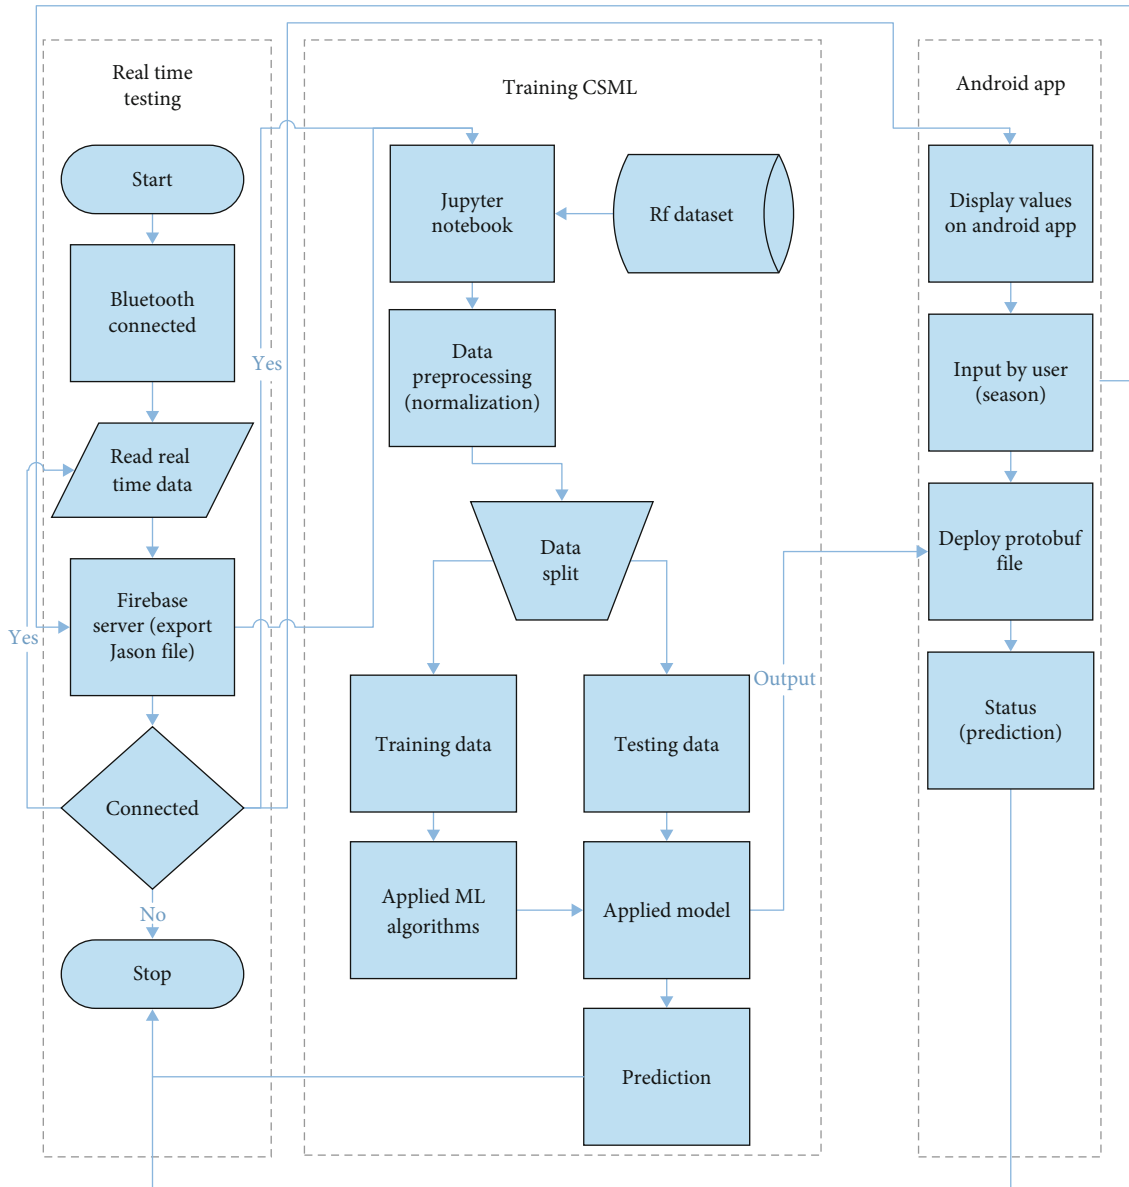 Real time
testing
Start
Bluetooth
connected
Read real
time data
Firebase
server (export
Jason file)
Yes
Connected
No
Stop
Yes
Training CSML
Jupyter
notebook
Rf dataset
Data
preprocessing
(normalization)
Data
split
Training data
Testing data
Applied ML
algorithms
Applied model
Prediction
Output
Android app
Display values
on android app
Input by user
(season)
Deploy protobuf
file
Status
(prediction)